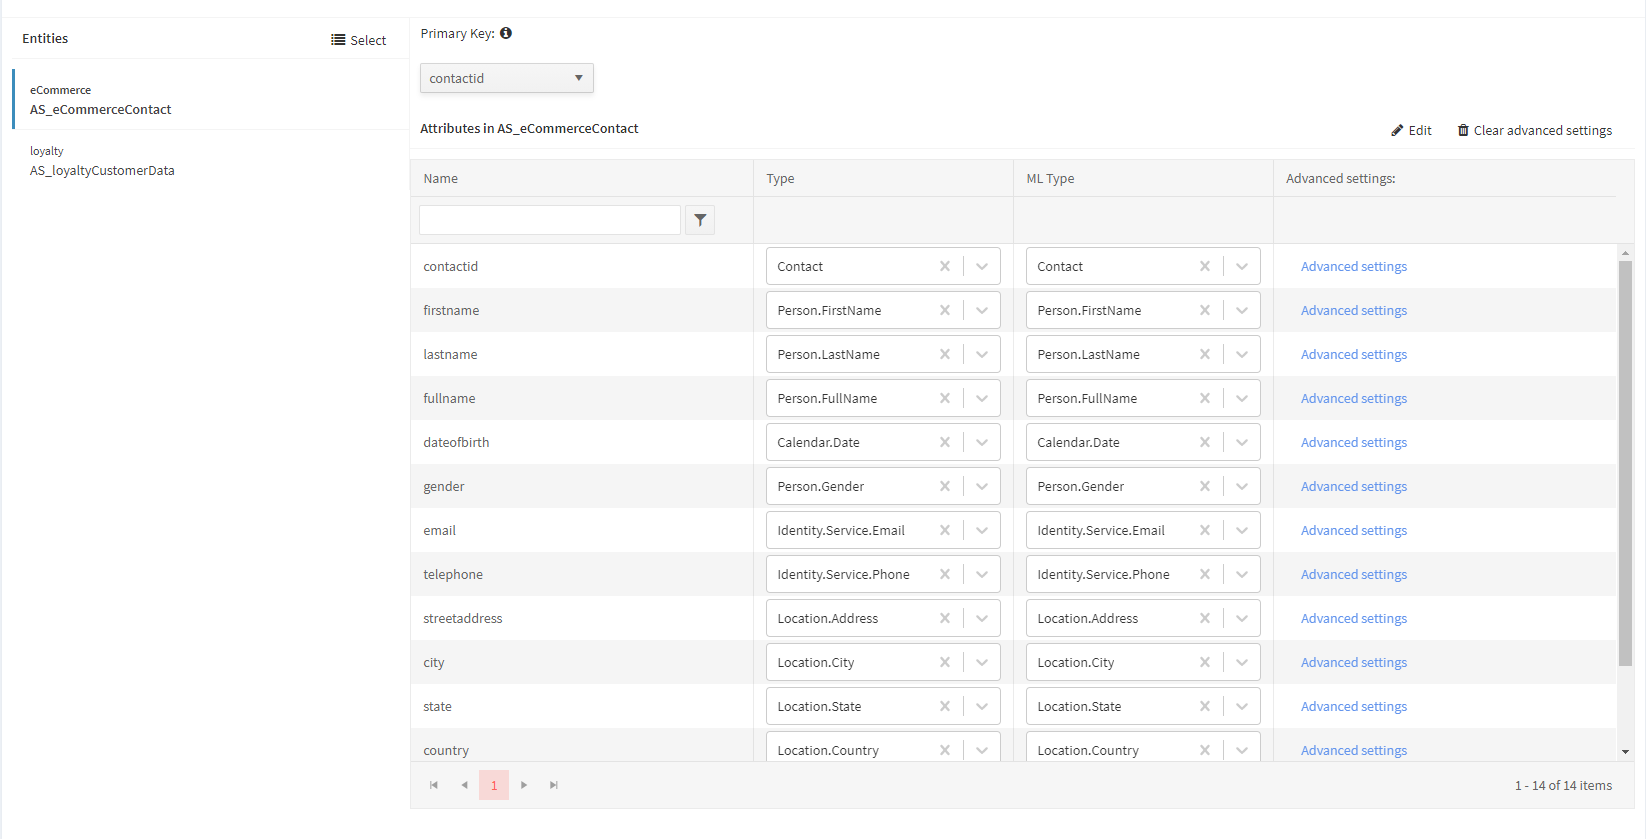 Entities
Select
eCommerce
AS_eCommerceContact
loyalty
AS_loyaltyCustomerData
Primary Key:
contactid
Attributes in AS_eCommerceContact
Edit Clear advanced settings
Name Type ML Type Advanced settings:
contactid Contact Contact Advanced settings
firstname Person.FirstName Person.FirstName Advanced settings
lastname Person.LastName Person.LastName Advanced settings
fullname Person.FullName Person.FullName Advanced settings
dateofbirth Calendar.Date Calendar.Date Advanced settings
gender Person.Gender Person.Gender Advanced settings
email Identity.Service.Email Identity.Service.Email Advanced settings
telephone Identity.Service.Phone Identity.Service.Phone Advanced settings
streetaddress Location.Address Location.Address Advanced settings
city Location.City Location.City Advanced settings
state Location.State Location.State Advanced settings
country Location.Country Location.Country Advanced settings
1
1 - 14 of 14 items